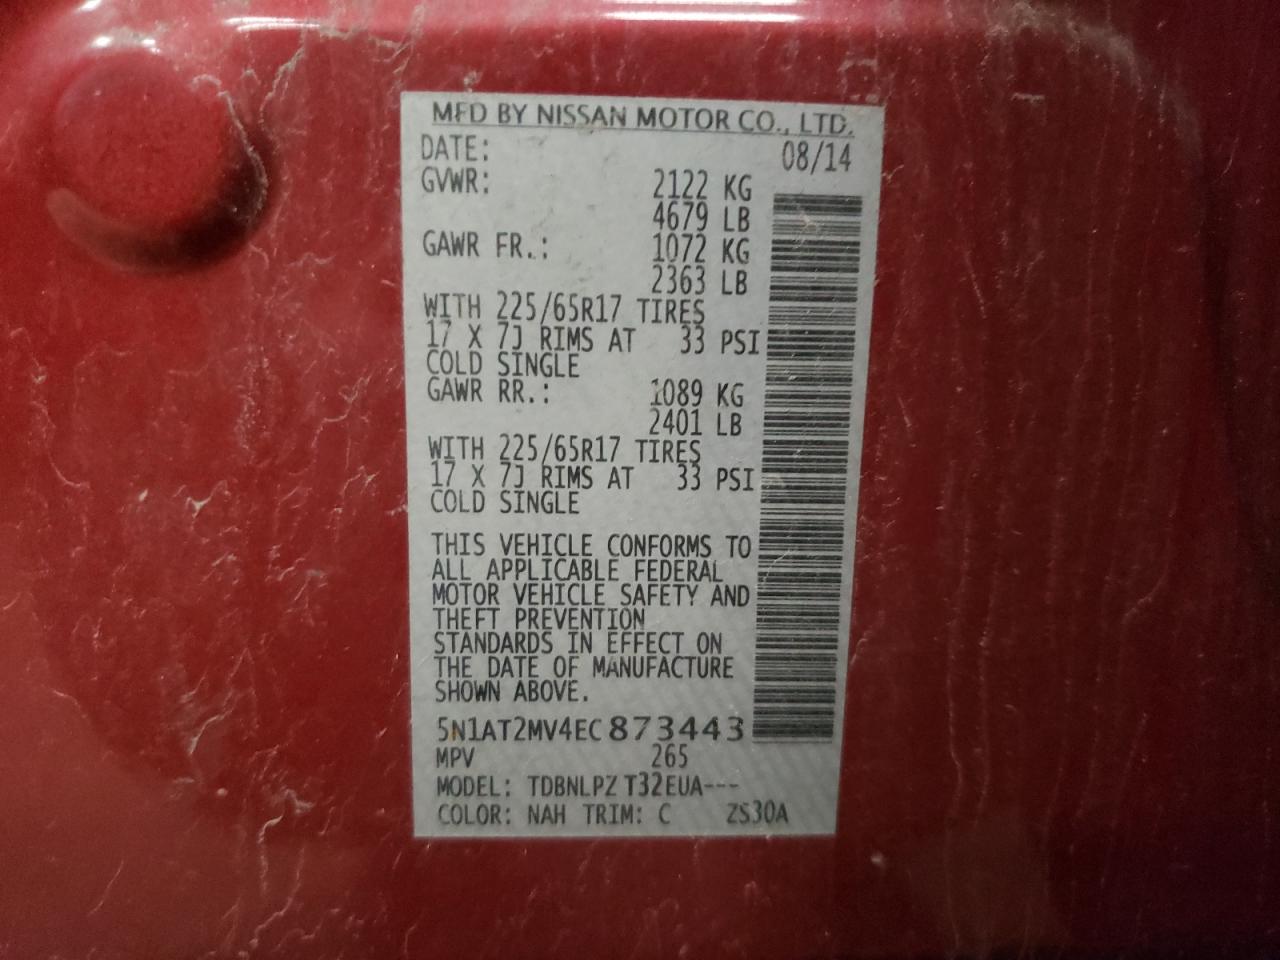 MFD BY NISSAN MOTOR CO., LTD.
DATE: 08/14
GVWR: 2122 KG
4679 LB
GAWR FR.: 1072 KG
2363 LB
WITH 225/65R17 TIRES
17 X 7J RIMS AT 33 PSI
COLD SINGLE
GAWR RR.: 1089 KG
2401 LB
WITH 225/65R17 TIRES
17 X 7J RIMS AT 33 PSI
COLD SINGLE
THIS VEHICLE CONFORMS TO
ALL APPLICABLE FEDERAL
MOTOR VEHICLE SAFETY AND
THEFT PREVENTION
STANDARDS IN EFFECT ON
THE DATE OF MANUFACTURE
SHOWN ABOVE.
5N1AT2MV4EC873443
MPV 265
MODEL: TDBNLPZ T32EUA---
COLOR: NAH TRIM: C ZS30A